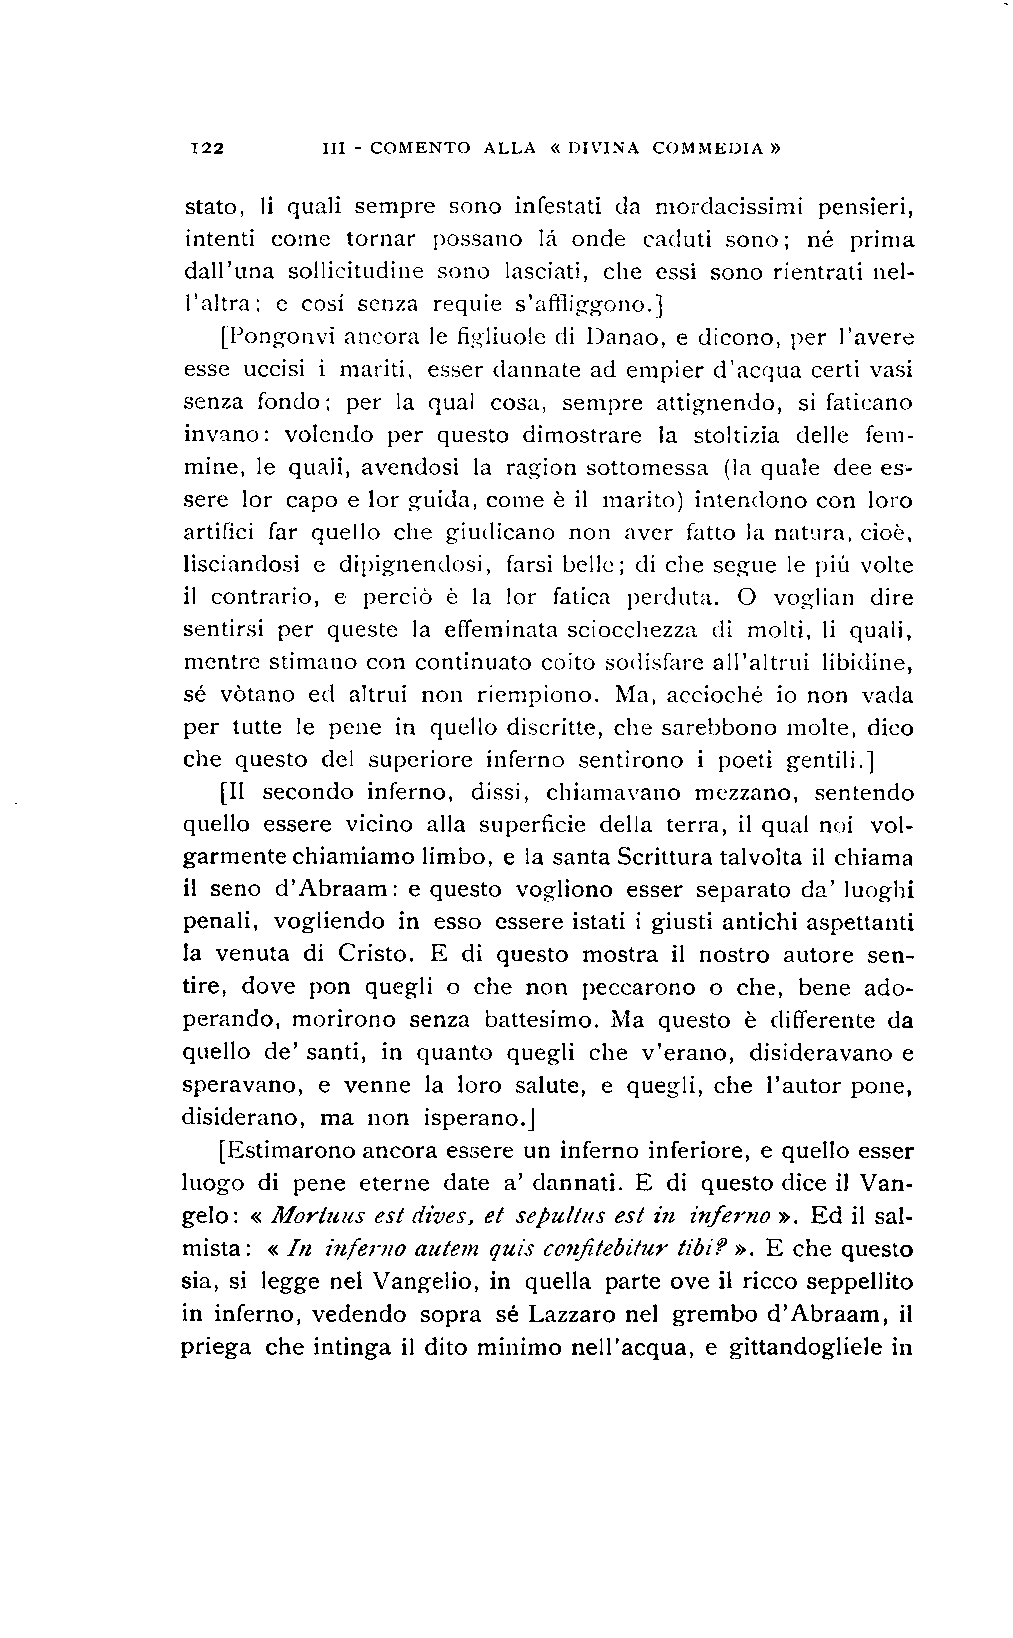 122 III - COMENTO ALLA « DIVINA COMMEDIA »
stato, li quali sempre sono infestati da mordacissimi pensieri,
intenti come tornar possano lá onde caduti sono; né prima
dall'una sollicitudine sono lasciati, che essi sono rientrati nel-
l'altra; e cosí senza requie s'affliggono.]
[Pongonvi ancora le figliuole di Danao, e dicono, per l'avere
esse uccisi i mariti, esser dannate ad empier d'acqua certi vasi
senza fondo; per la qual cosa, sempre attignendo, si faticano
invano: volendo per questo dimostrare la stoltizia delle fem-
mine, le quali, avendosi la ragion sottomessa (la quale dee es-
sere lor capo e lor guida, come è il marito) intendono con loro
artifici far quello che giudicano non aver fatto la natura, cioè,
lisciandosi e dipignendosi, farsi belle; di che segue le piú volte
il contrario, e perciò è la lor fatica perduta. O voglian dire
sentirsi per queste la effeminata sciocchezza di molti, li quali,
mentre stimano con continuato coito sodisfare all'altrui libidine,
sé vòtano ed altrui non riempiono. Ma, accioché io non vada
per tutte le pene in quello discritte, che sarebbono molte, dico
che questo del superiore inferno sentirono i poeti gentili.]
[Il secondo inferno, dissi, chiamavano mezzano, sentendo
quello essere vicino alla superficie della terra, il qual noi vol-
garmente chiamiamo limbo, e la santa Scrittura talvolta il chiama
il seno d'Abraam: e questo vogliono esser separato da' luoghi
penali, vogliendo in esso essere istati i giusti antichi aspettanti
la venuta di Cristo. E di questo mostra il nostro autore sen-
tire, dove pon quegli o che non peccarono o che, bene ado-
perando, morirono senza battesimo. Ma questo è differente da
quello de' santi, in quanto quegli che v'erano, disideravano e
speravano, e venne la loro salute, e quegli, che l'autor pone,
disiderano, ma non isperano.]
[Estimarono ancora essere un inferno inferiore, e quello esser
luogo di pene eterne date a' dannati. E di questo dice il Van-
gelo: « Mortuus est dives, et sepultus est in inferno ». Ed il sal-
mista: « In inferno autem quis confitebitur tibi? ». E che questo
sia, si legge nel Vangelio, in quella parte ove il ricco seppellito
in inferno, vedendo sopra sé Lazzaro nel grembo d'Abraam, il
priega che intinga il dito minimo nell'acqua, e gittandogliele in